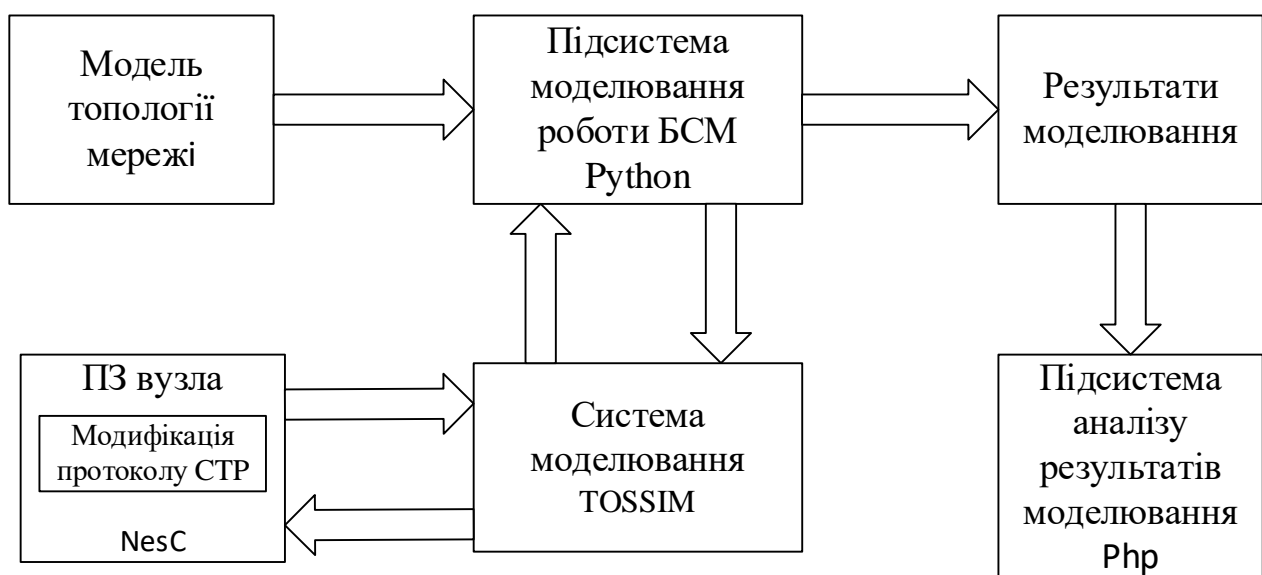 Модель
топології
мережі
Підсистема
моделювання
роботи БСМ
Python
Результати
моделювання
ПЗ вузла
Модифікація
протоколу CTP
NesC
Система
моделювання
TOSSIM
Підсистема
аналізу
результатів
моделювання
Php